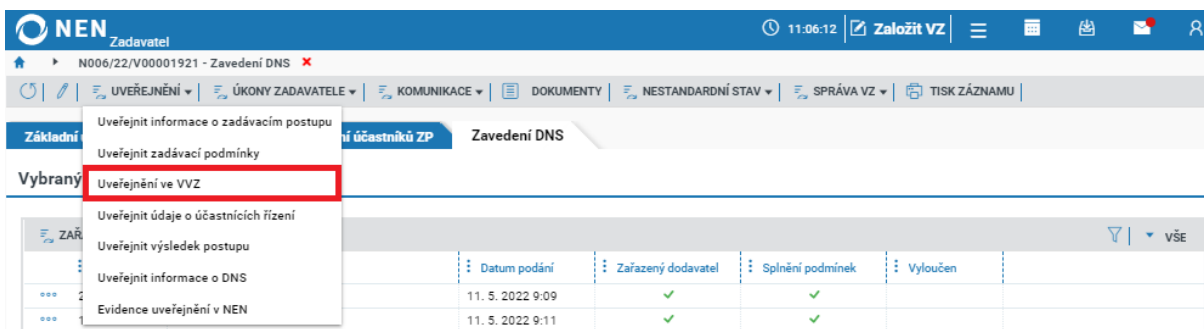 NEN Zadavatel 11:06:12 Založit VZ
N006/22/V00001921 - Zavedení DNS
UVEŘEJNĚNÍ ÚKONY ZADAVATELE KOMUNIKACE DOKUMENTY NESTANDARDNÍ STAV SPRÁVA VZ TISK ZÁZNAMU
Uveřejnit informace o zadávacím postupu
Základní ní účastníků ZP Zavedení DNS
Uveřejnit zadávací podmínky
Vybraný
Uveřejnění ve VVZ
Uveřejnit údaje o účastnících řízení
ZAŘ VŠE
Uveřejnit výsledek postupu
Datum podání Zařazený dodavatel Splnění podmínek Vyloučen
Uveřejnit informace o DNS
2 11. 5. 2022 9:09
Evidence uveřejnění v NEN
1 11. 5. 2022 9:11